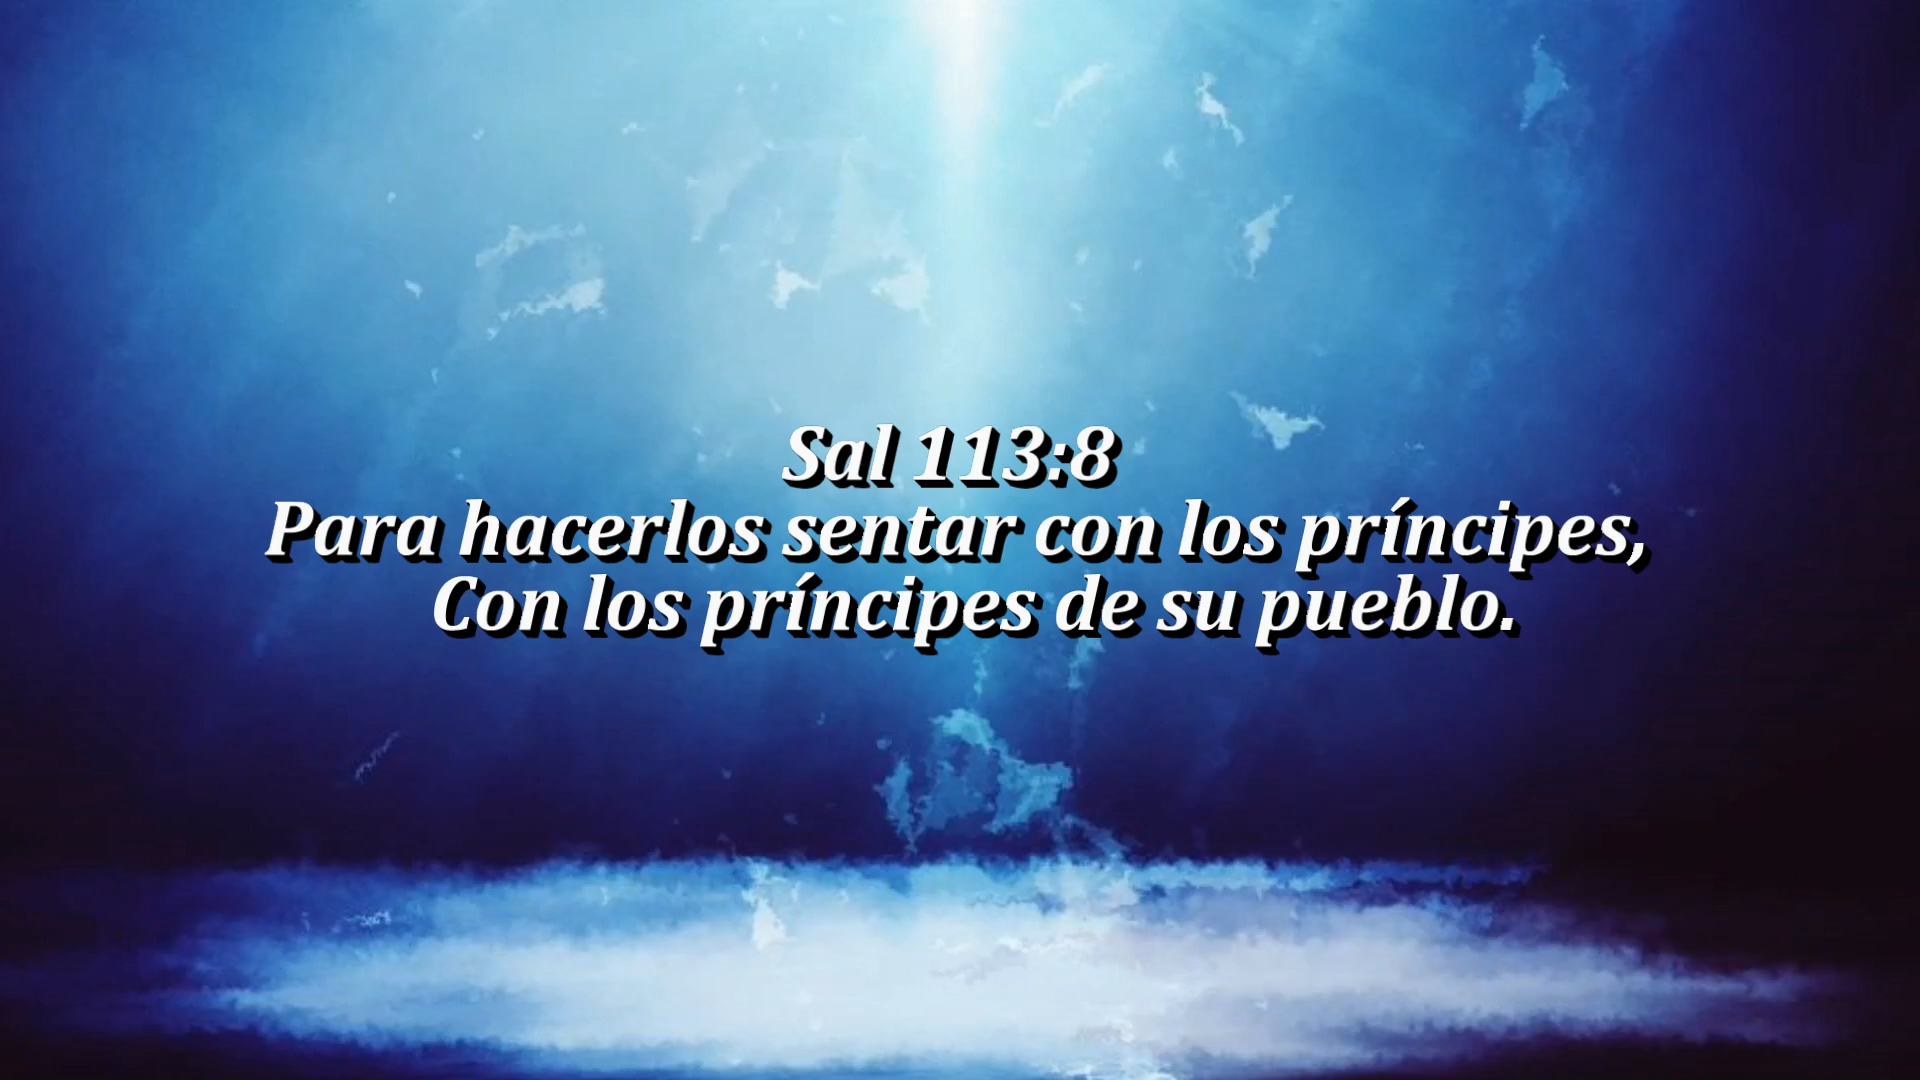 Sal 113:8
Para hacerlos sentar con los príncipes,
Con los príncipes de su pueblo.